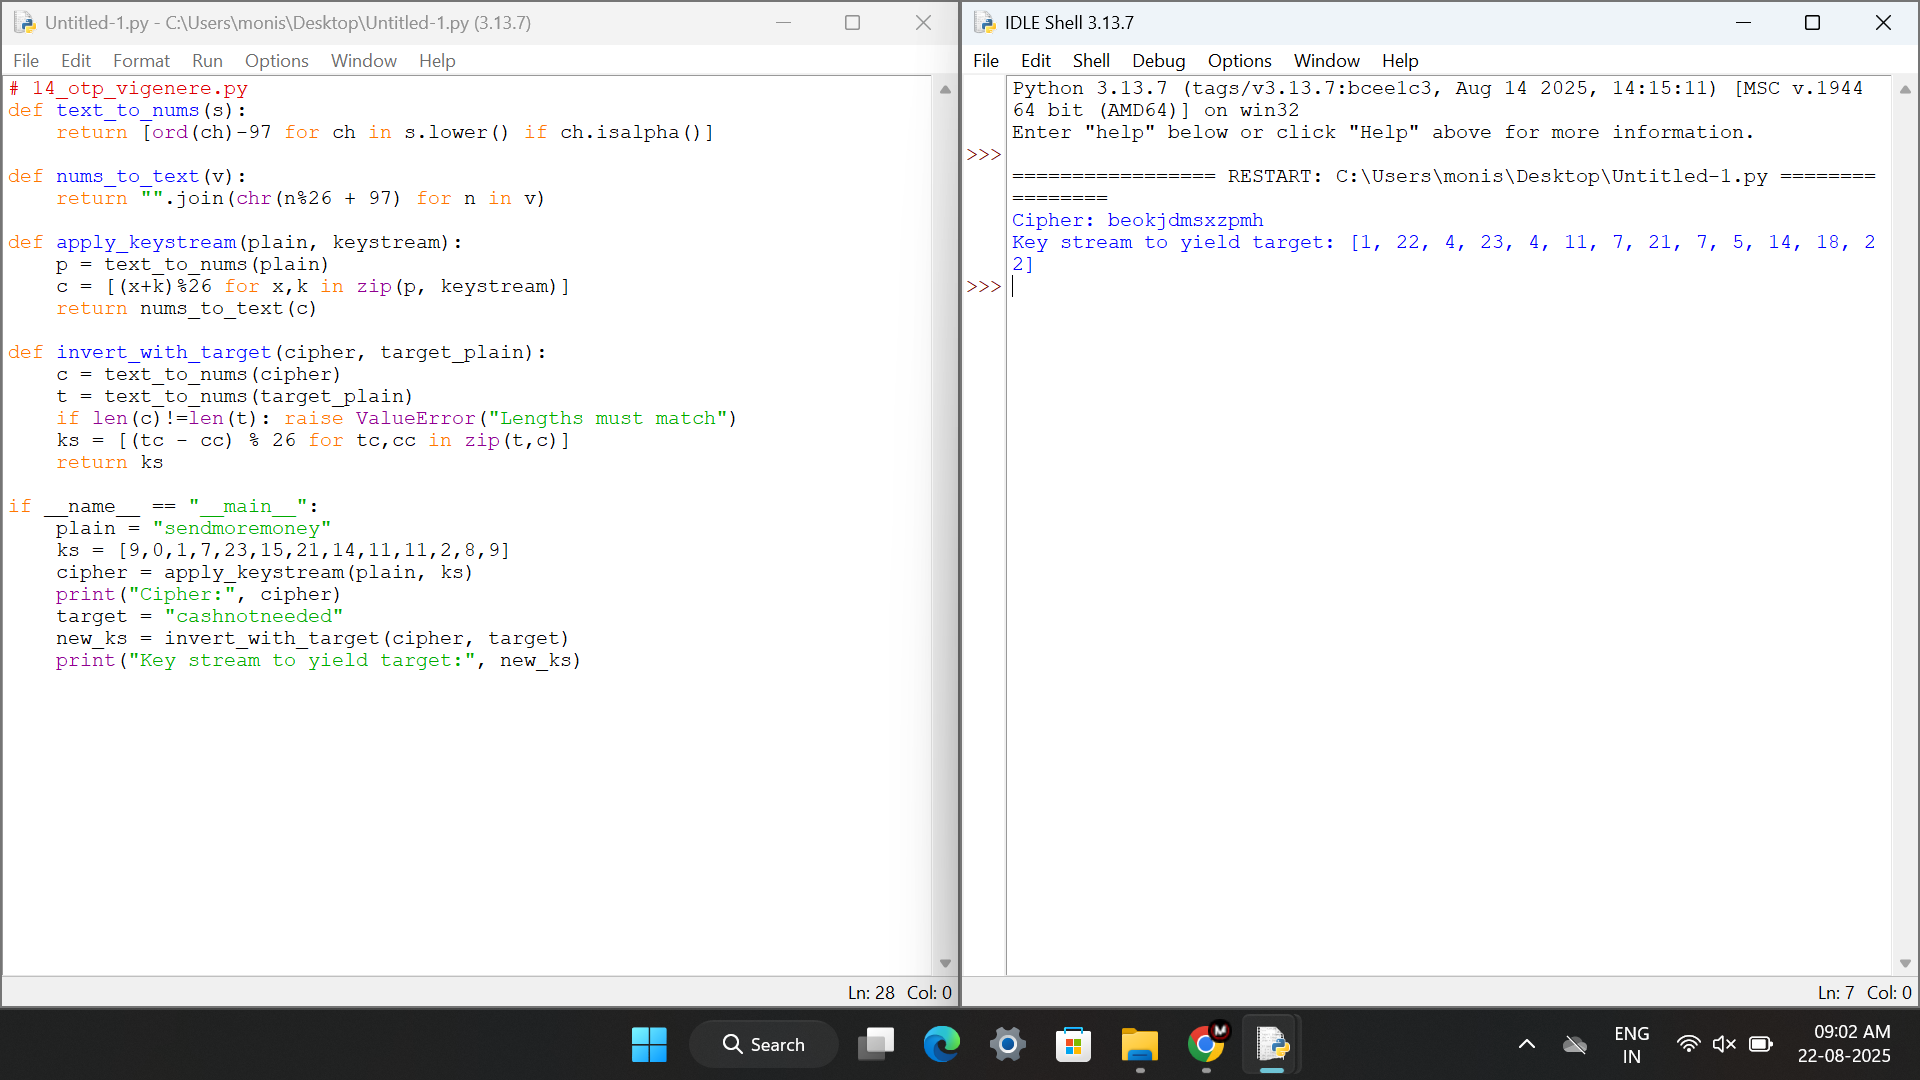 Untitled-1.py - C:\Users\monis\Desktop\Untitled-1.py (3.13.7)
File Edit Format Run Options Window Help
# 14_otp_vigenere.py
def text_to_nums(s):
    return [ord(ch)-97 for ch in s.lower() if ch.isalpha()]

def nums_to_text(v):
    return "".join(chr(n%26 + 97) for n in v)

def apply_keystream(plain, keystream):
    p = text_to_nums(plain)
    c = [(x+k)%26 for x,k in zip(p, keystream)]
    return nums_to_text(c)

def invert_with_target(cipher, target_plain):
    c = text_to_nums(cipher)
    t = text_to_nums(target_plain)
    if len(c)!=len(t): raise ValueError("Lengths must match")
    ks = [(tc - cc) % 26 for tc,cc in zip(t,c)]
    return ks

if __name__ == "__main__":
    plain = "sendmoremoney"
    ks = [9,0,1,7,23,15,21,14,11,11,2,8,9]
    cipher = apply_keystream(plain, ks)
    print("Cipher:", cipher)
    target = "cashnotneeded"
    new_ks = invert_with_target(cipher, target)
    print("Key stream to yield target:", new_ks)
Ln: 28 Col: 0
IDLE Shell 3.13.7
File Edit Shell Debug Options Window Help
Python 3.13.7 (tags/v3.13.7:bcee1c3, Aug 14 2025, 14:15:11) [MSC v.1944
64 bit (AMD64)] on win32
Enter "help" below or click "Help" above for more information.
>>>
================= RESTART: C:\Users\monis\Desktop\Untitled-1.py ========
========
Cipher: beokjdmsxzpmh
Key stream to yield target: [1, 22, 4, 23, 4, 11, 7, 21, 7, 5, 14, 18, 2
2]
>>>
Ln: 7 Col: 0
Search
M
ENG
IN
09:02 AM
22-08-2025